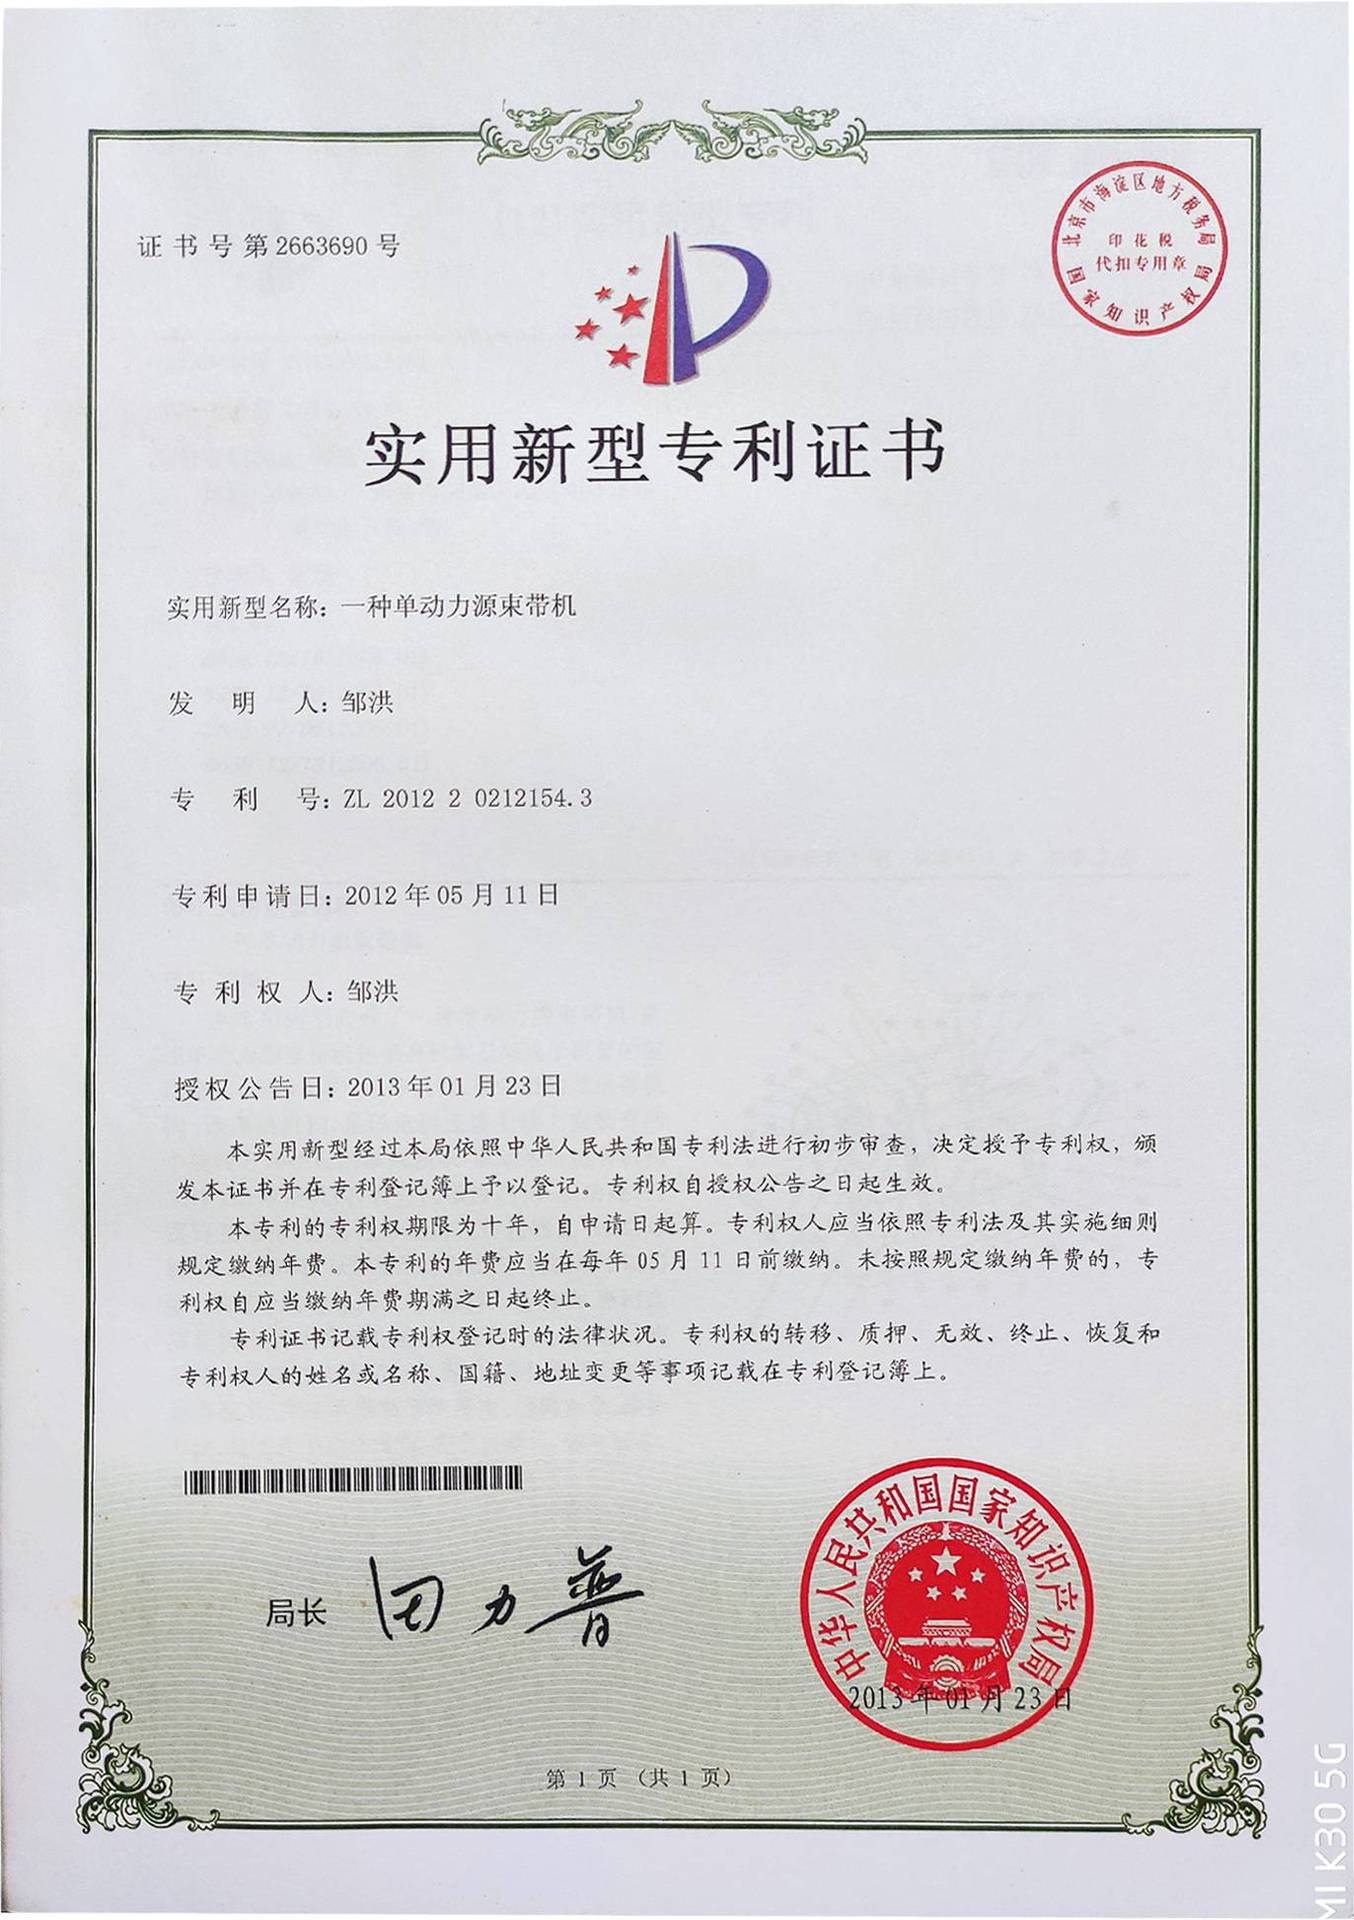 证书号第2663690号
北京市海淀区地方税务局
印花税
代扣专用章
国家知识产权局
实用新型专利证书
实用新型名称：一种单动力源束带机
发明人：邹洪
专利号：ZL 2012 2 0212154.3
专利申请日：2012年05月11日
专利权人：邹洪
授权公告日：2013年01月23日
本实用新型经过本局依照中华人民共和国专利法进行初步审查，决定授予专利权，颁
发本证书并在专利登记簿上予以登记。专利权自授权公告之日起生效。
本专利的专利权期限为十年，自申请日起算。专利权人应当依照专利法及其实施细则
规定缴纳年费。本专利的年费应当在每年05月11日前缴纳。未按照规定缴纳年费的，专
利权自应当缴纳年费期满之日起终止。
专利证书记载专利权登记时的法律状况。专利权的转移、质押、无效、终止、恢复和
专利权人的姓名或名称、国籍、地址变更等事项记载在专利登记簿上。
局长 田力普
中华人民共和国国家知识产权局
2013年01月23日
第1页（共1页）
MI K30 5G